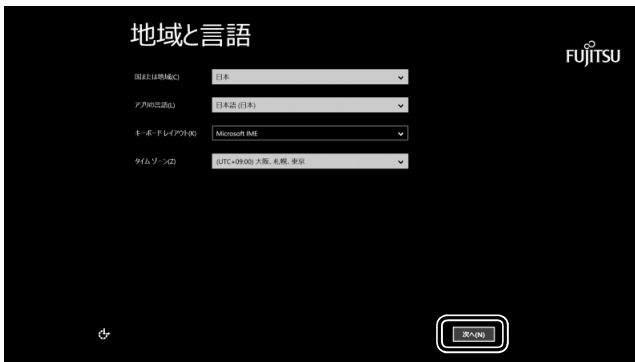 地域と言語
FUJITSU
国または地域(C)
日本
アプリの言語(L)
日本語 (日本)
キーボード レイアウト(K)
Microsoft IME
タイム ゾーン(Z)
(UTC+09:00) 大阪、札幌、東京
次へ(N)